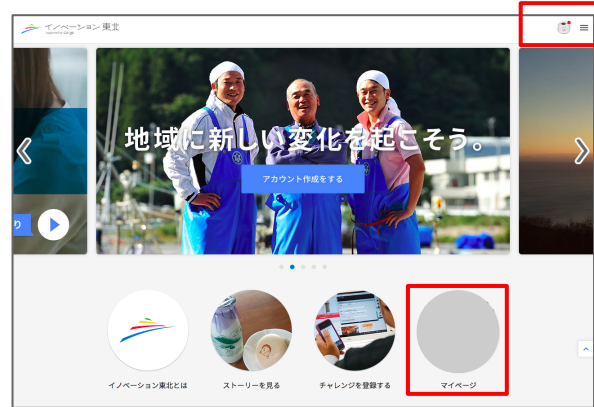 イノベーション東北
地域に新しい変化を起こそう。
アカウント作成をする
り
イノベーション東北とは
ストーリーを見る
チャレンジを登録する
マイページ